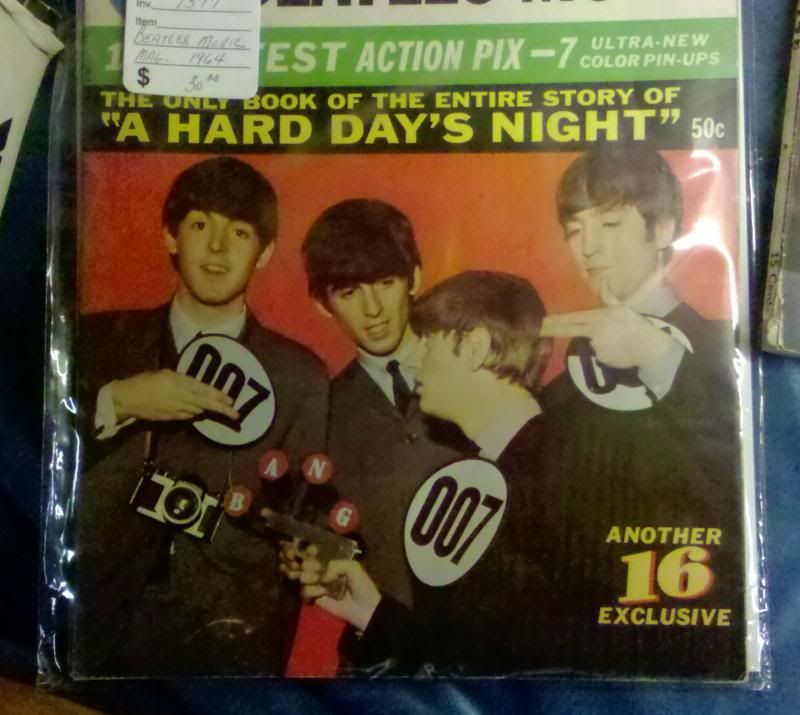 Inv.
Item
BEATLES MOVIE
MAG. 1964
$ 30.00
EST ACTION PIX—7 ULTRA-NEW
COLOR PIN-UPS
THE ONLY BOOK OF THE ENTIRE STORY OF
"A HARD DAY'S NIGHT" 50c
007
007
BANG
ANOTHER
16
EXCLUSIVE